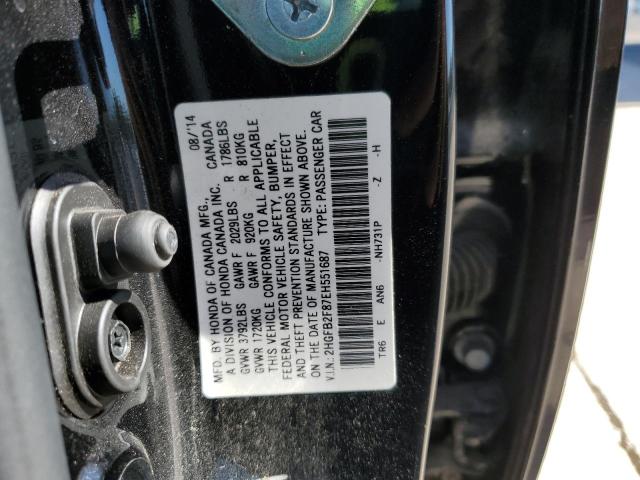 MFD. BY HONDA OF CANADA MFG., 08/'14
A DIVISION OF HONDA CANADA INC. CANADA
GVWR 3792LBS GAWR F 2029LBS R 1786LBS
GVWR 1720KG GAWR F 920KG R 810KG
THIS VEHICLE CONFORMS TO ALL APPLICABLE
FEDERAL MOTOR VEHICLE SAFETY, BUMPER,
AND THEFT PREVENTION STANDARDS IN EFFECT
ON THE DATE OF MANUFACTURE SHOWN ABOVE.
V.I.N.: 2HGFB2F87EH551687 TYPE: PASSENGER CAR
TR6 E AN6 -NH731P -Z -H